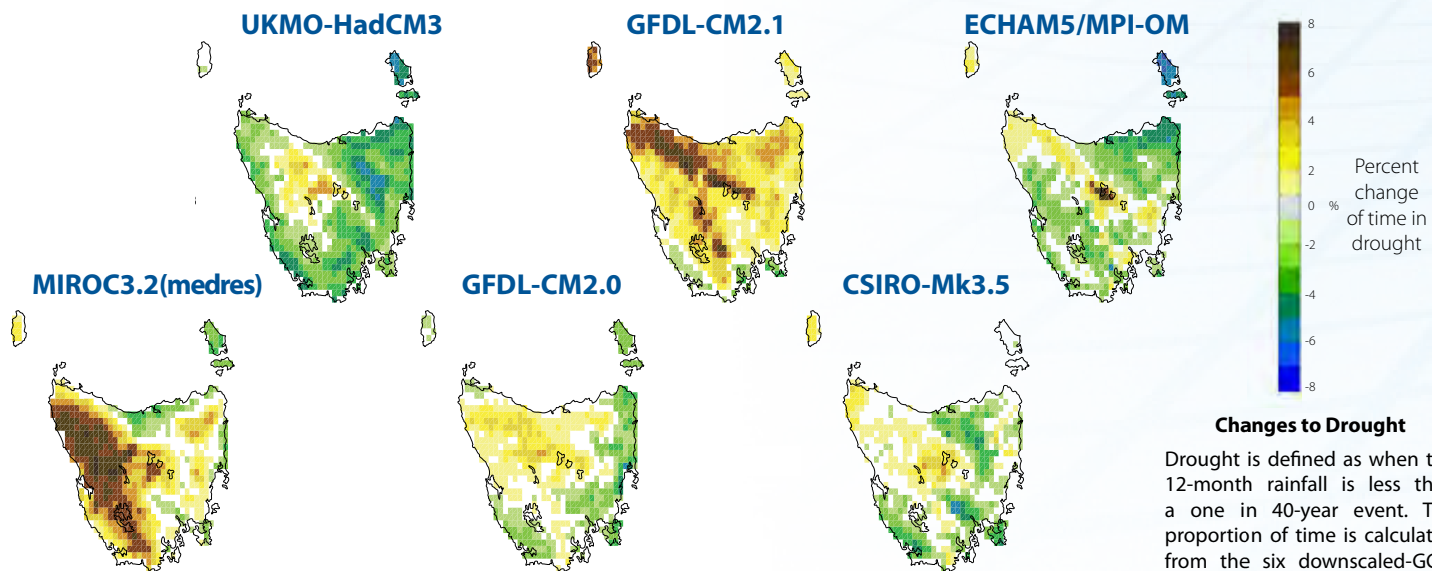 UKMO-HadCM3
GFDL-CM2.1
ECHAM5/MPI-OM
MIROC3.2(medres)
GFDL-CM2.0
CSIRO-Mk3.5
8
6
4
2
0 %
-2
-4
-6
-8
Percent
change
of time in
drought
Changes to Drought
Drought is defined as when t
12-month rainfall is less th
a one in 40-year event. T
proportion of time is calculat
from the six downscaled-GC